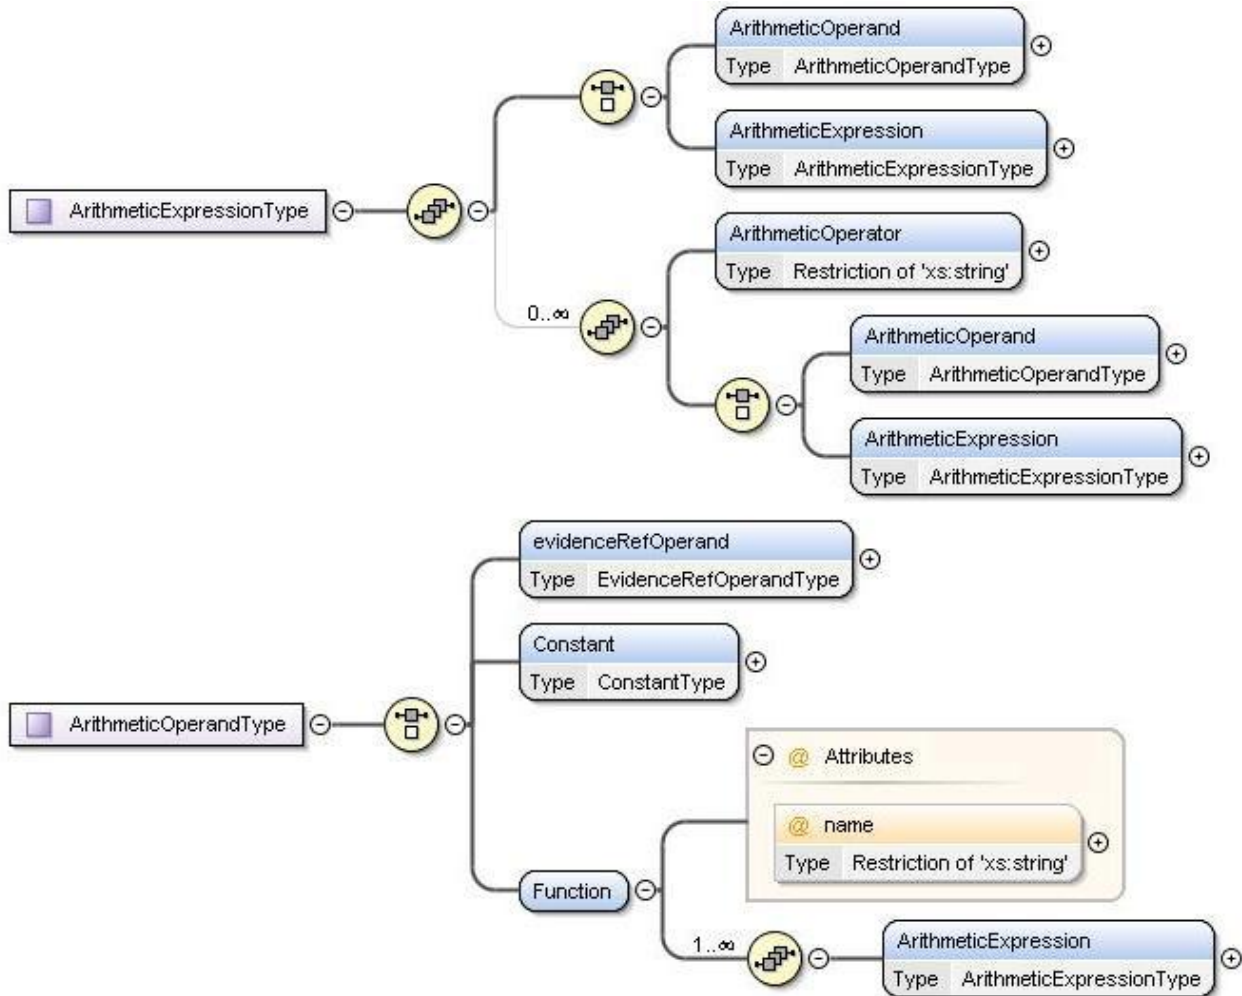 ArithmeticOperand
Type ArithmeticOperandType
ArithmeticExpression
Type ArithmeticExpressionType
ArithmeticExpressionType
ArithmeticOperator
Type Restriction of 'xs:string'
0..∞
ArithmeticOperand
Type ArithmeticOperandType
ArithmeticExpression
Type ArithmeticExpressionType
evidenceRefOperand
Type EvidenceRefOperandType
Constant
Type ConstantType
ArithmeticOperandType
@ Attributes
@ name
Type Restriction of 'xs:string'
Function
1..∞
ArithmeticExpression
Type ArithmeticExpressionType